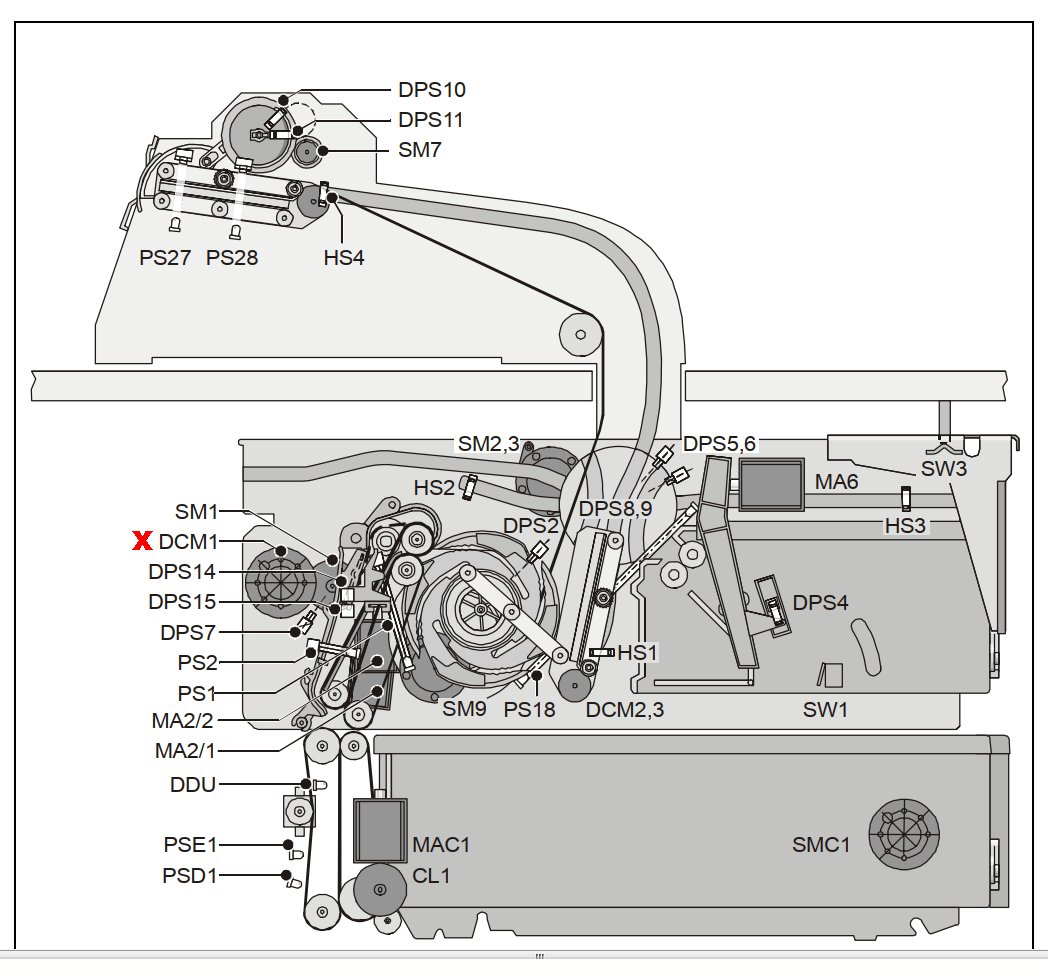 DPS10
DPS11
SM7
PS27 PS28 HS4
SM2,3 DPS5,6
SW3
MA6
HS2
SM1 DPS8,9
DPS2 HS3
X DCM1
DPS14
DPS15 DPS4
DPS7
PS2 HS1
PS1
SM9 PS18 DCM2,3 SW1
MA2/2
MA2/1
DDU
PSE1 MAC1 SMC1
PSD1 CL1